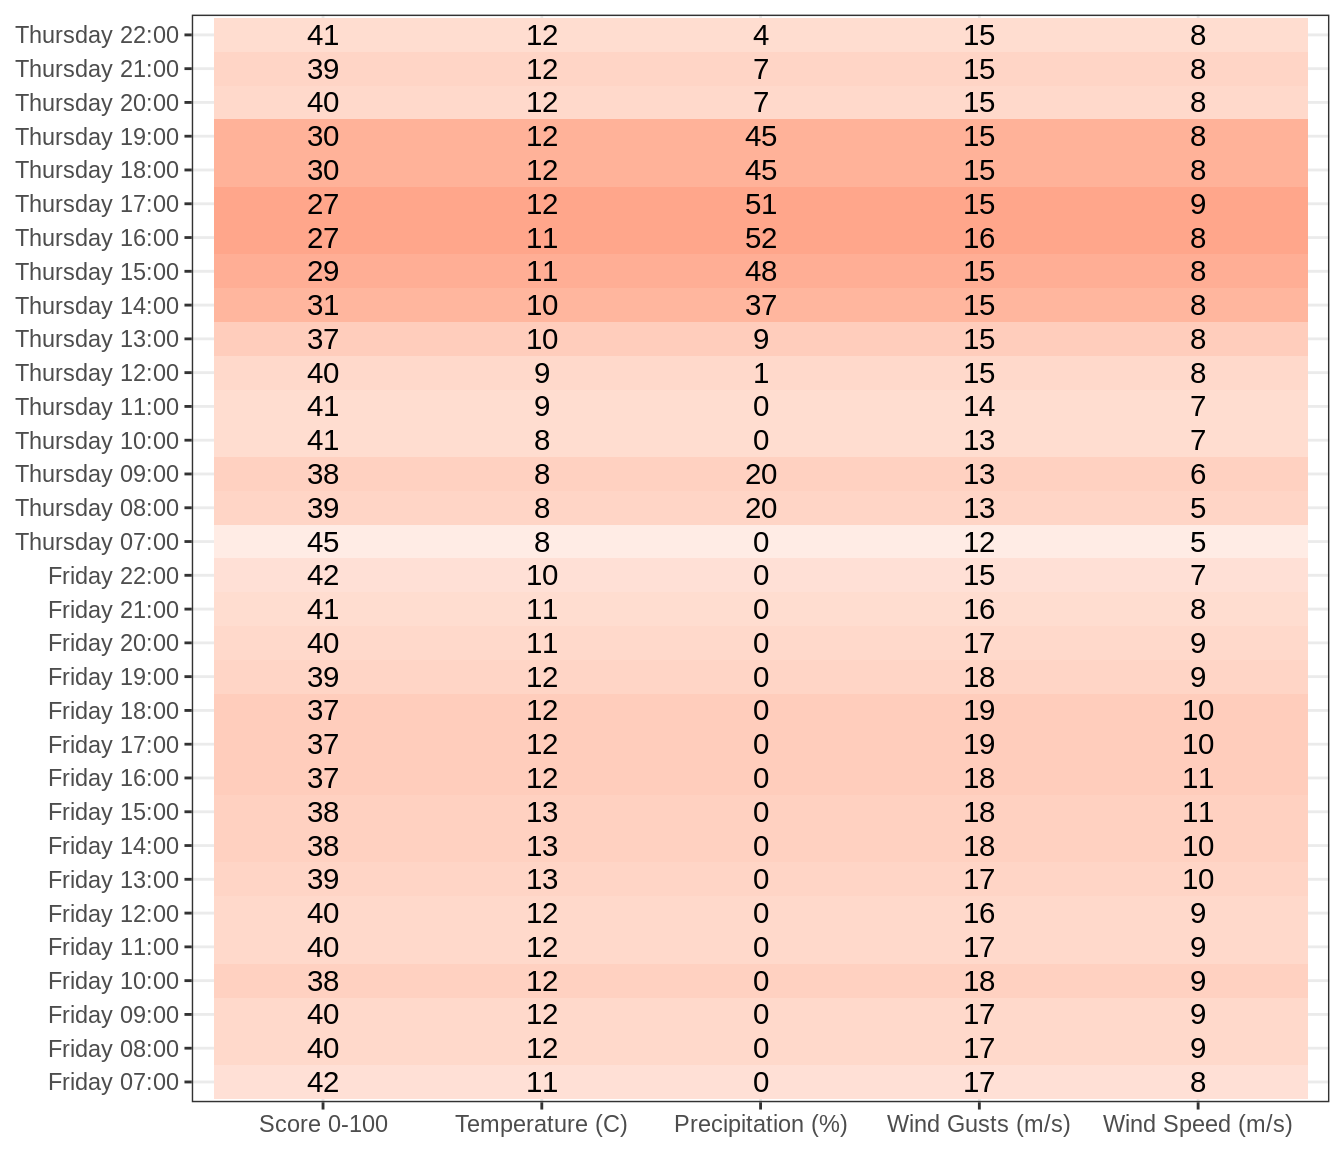 Thursday 22:00 41 12 4 15 8
Thursday 21:00 39 12 7 15 8
Thursday 20:00 40 12 7 15 8
Thursday 19:00 30 12 45 15 8
Thursday 18:00 30 12 45 15 8
Thursday 17:00 27 12 51 15 9
Thursday 16:00 27 11 52 16 8
Thursday 15:00 29 11 48 15 8
Thursday 14:00 31 10 37 15 8
Thursday 13:00 37 10 9 15 8
Thursday 12:00 40 9 1 15 8
Thursday 11:00 41 9 0 14 7
Thursday 10:00 41 8 0 13 7
Thursday 09:00 38 8 20 13 6
Thursday 08:00 39 8 20 13 5
Thursday 07:00 45 8 0 12 5
Friday 22:00 42 10 0 15 7
Friday 21:00 41 11 0 16 8
Friday 20:00 40 11 0 17 9
Friday 19:00 39 12 0 18 9
Friday 18:00 37 12 0 19 10
Friday 17:00 37 12 0 19 10
Friday 16:00 37 12 0 18 11
Friday 15:00 38 13 0 18 11
Friday 14:00 38 13 0 18 10
Friday 13:00 39 13 0 17 10
Friday 12:00 40 12 0 16 9
Friday 11:00 40 12 0 17 9
Friday 10:00 38 12 0 18 9
Friday 09:00 40 12 0 17 9
Friday 08:00 40 12 0 17 9
Friday 07:00 42 11 0 17 8
Score 0-100 Temperature (C) Precipitation (%) Wind Gusts (m/s) Wind Speed (m/s)